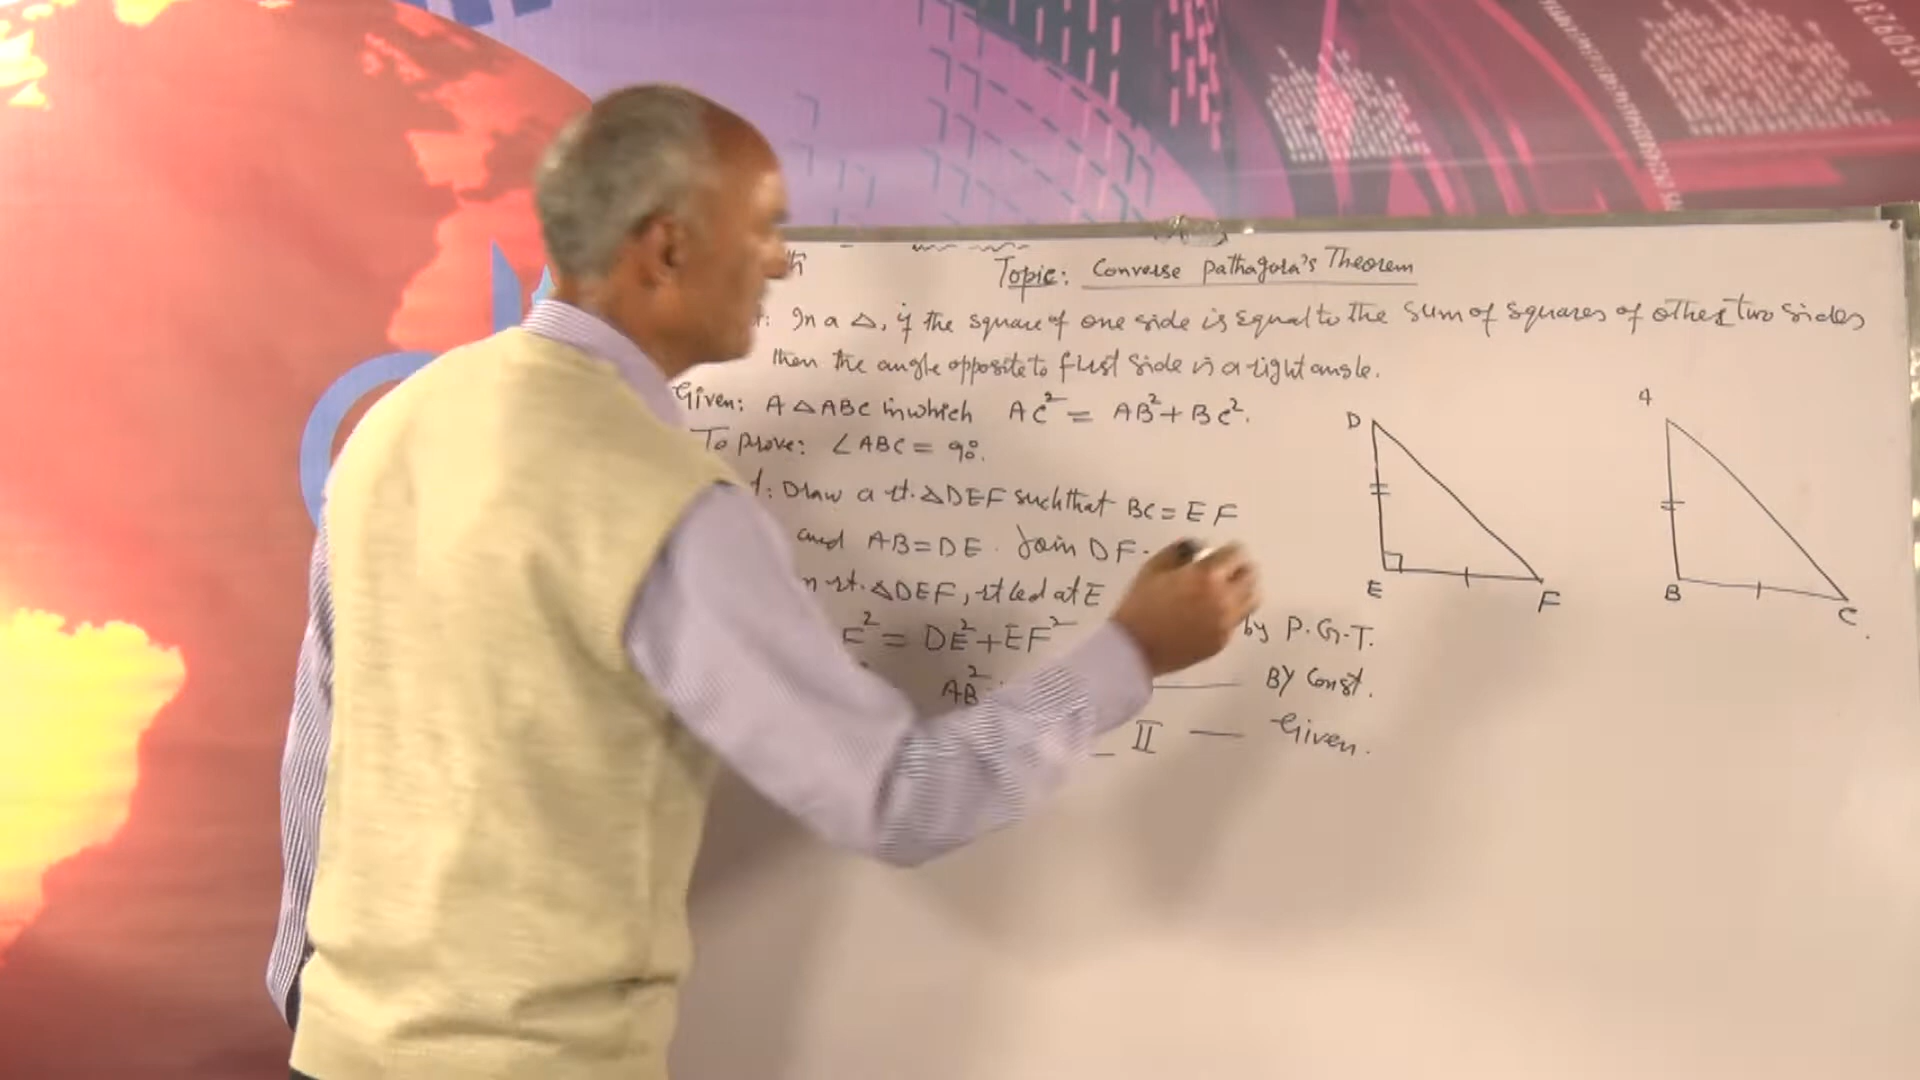 Topic: Converse Pathagora's Theorem
In a △, if the square of one side is equal to the sum of squares of other two sides
then the angle opposite to first side is a right angle.
Given: A △ABC in which AC² = AB² + BC².
To prove: ∠ABC = 90°.
Draw a rt. △DEF such that BC = EF
and AB = DE. Join DF.
rt. △DEF, rt ∠ed at E
F² = DE² + EF² by P.G.T.
AB² — By Const.
II — Given.
D
E
F
A
B
C